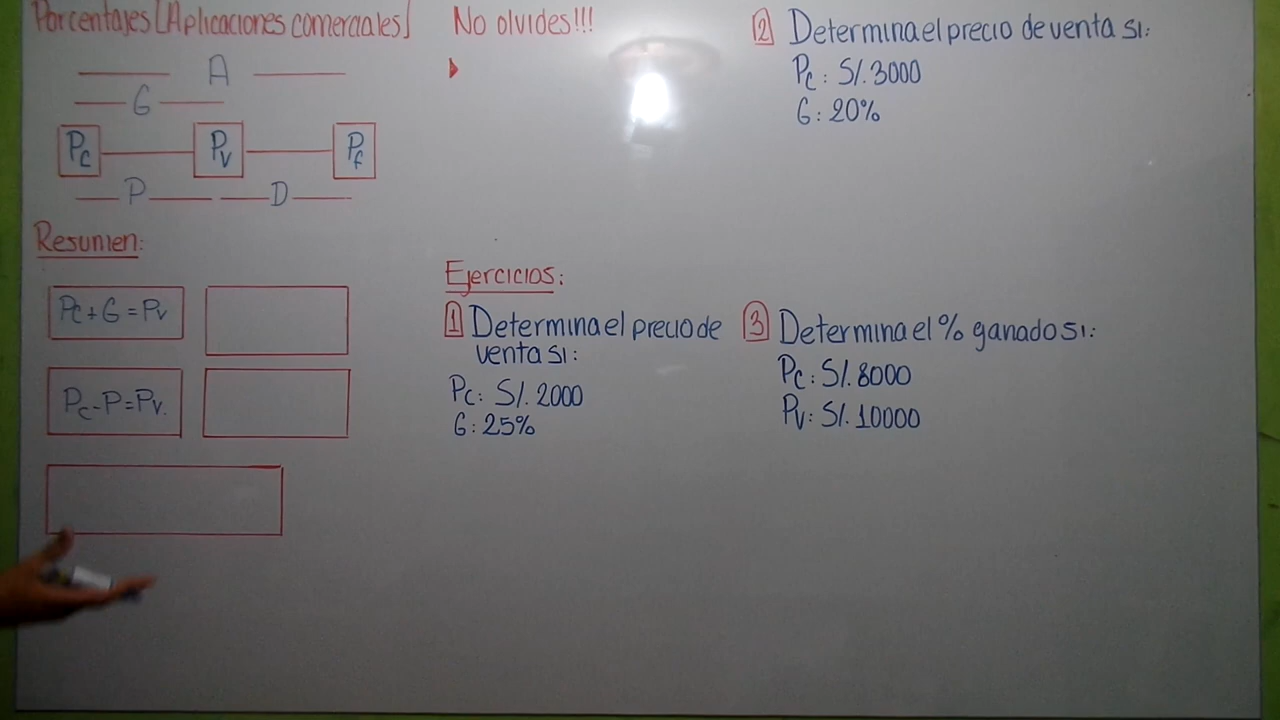 Porcentajes [Aplicaciones comerciales]
A
G
Pc
Pv
Pf
P
D
Resumen:
Pc+G=Pv
Pc-P=Pv.
No olvides!!!
Ejercicios:
1 Determina el precio de
venta si:
Pc: S/. 2000
G: 25%
2 Determina el precio de venta si:
Pc: S/. 3000
G: 20%
3 Determina el % ganado si:
Pc: S/. 8000
Pv: S/. 10000